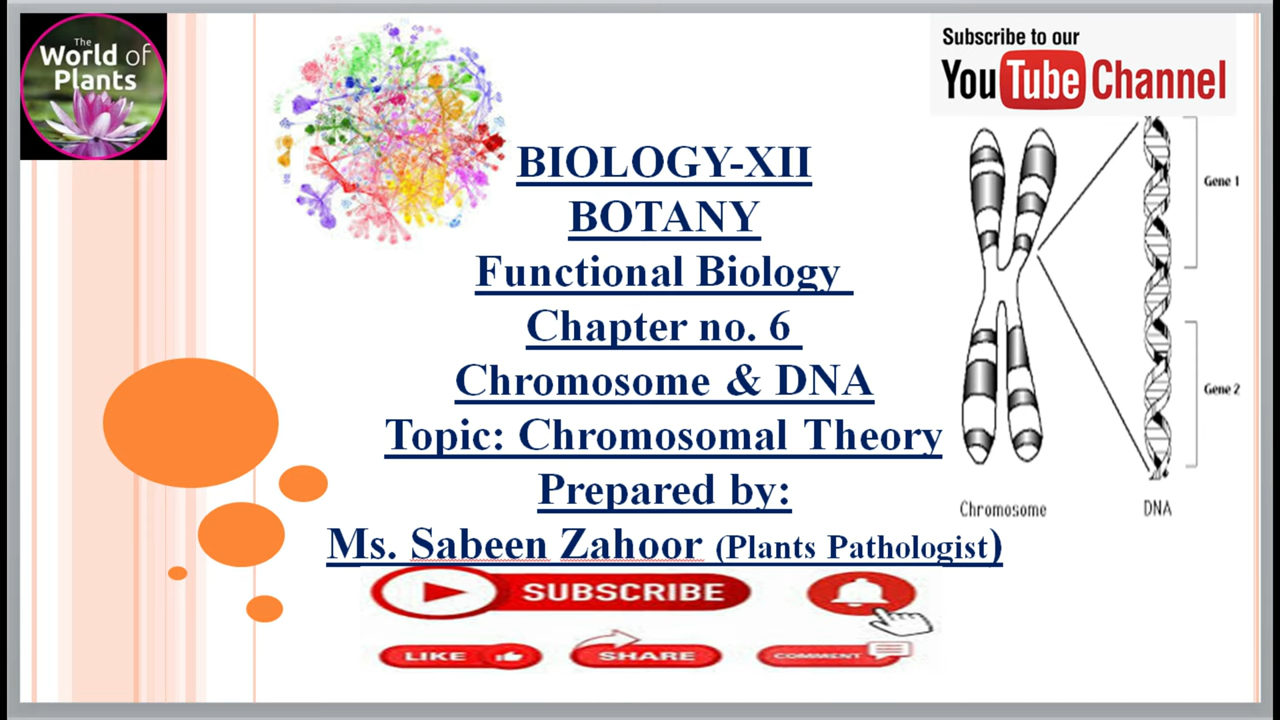 The
World of
Plants
Subscribe to our
YouTube Channel
BIOLOGY-XII
BOTANY
Functional Biology
Chapter no. 6
Chromosome & DNA
Topic: Chromosomal Theory
Prepared by:
Ms. Sabeen Zahoor (Plants Pathologist)
Gene 1
Gene 2
Chromosome
DNA
SUBSCRIBE
LIKE
SHARE
COMMENT